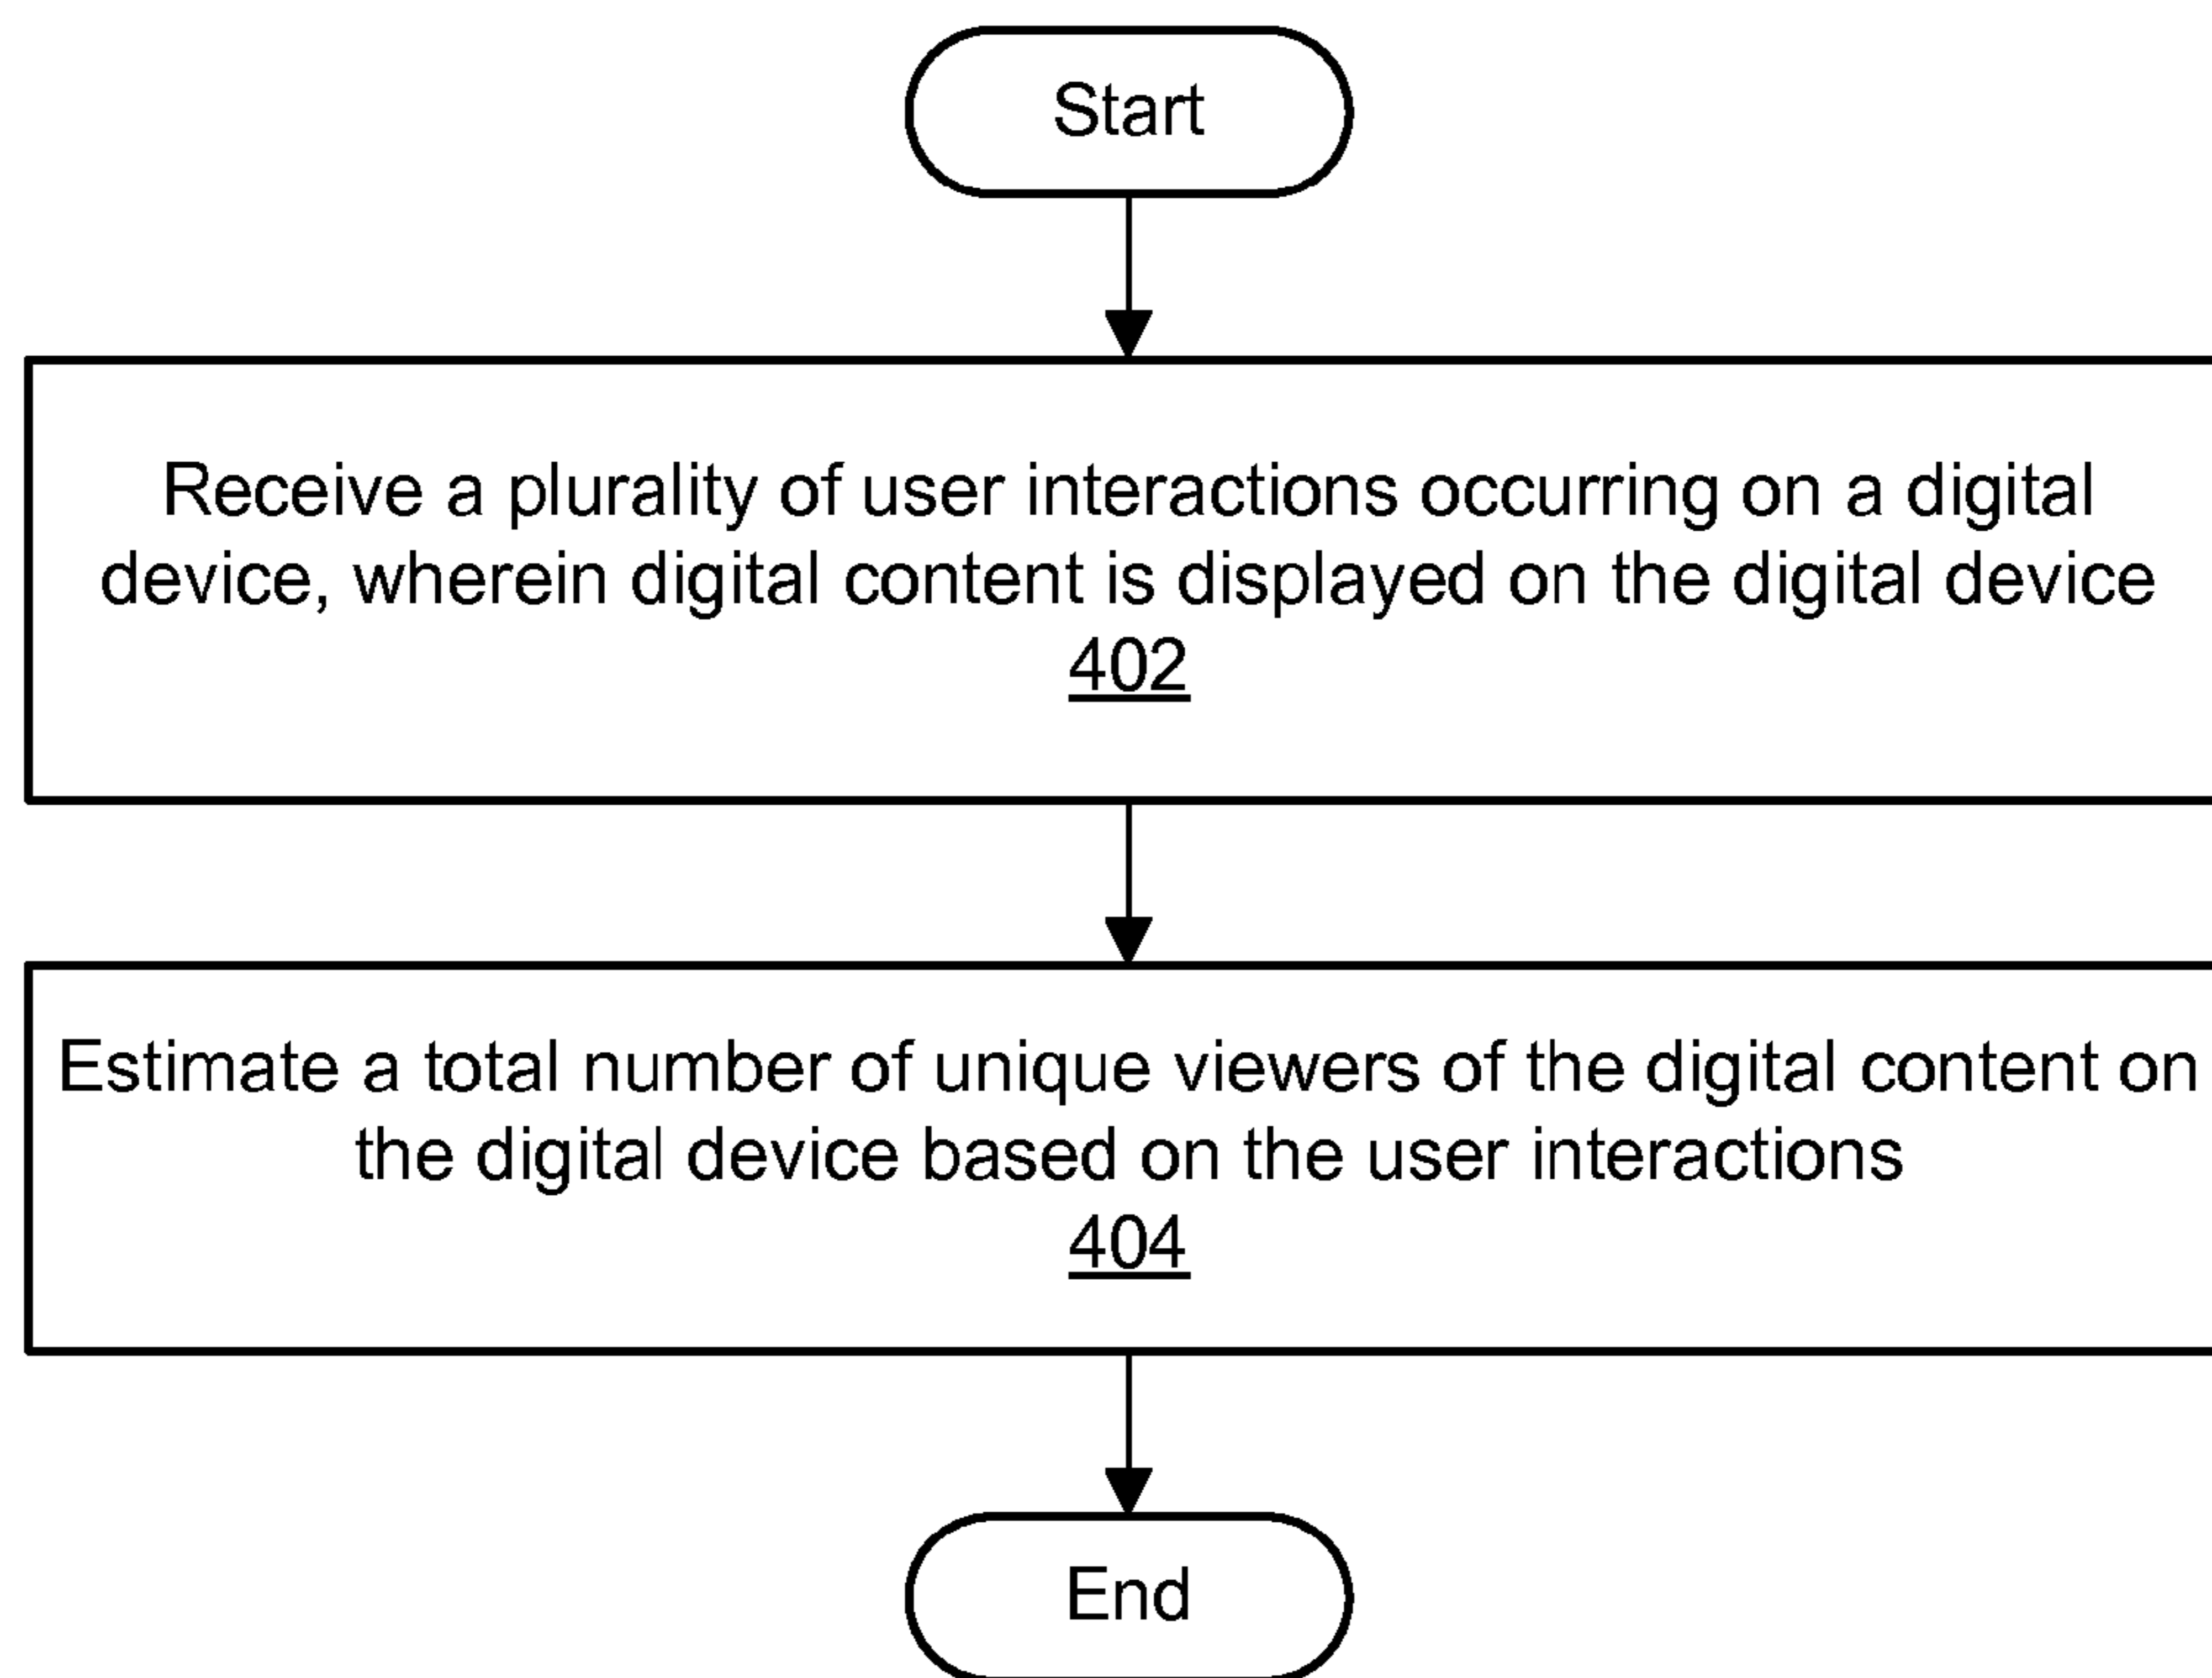 Start
Receive a plurality of user interactions occurring on a digital
device, wherein digital content is displayed on the digital device
402
Estimate a total number of unique viewers of the digital content on
the digital device based on the user interactions
404
End